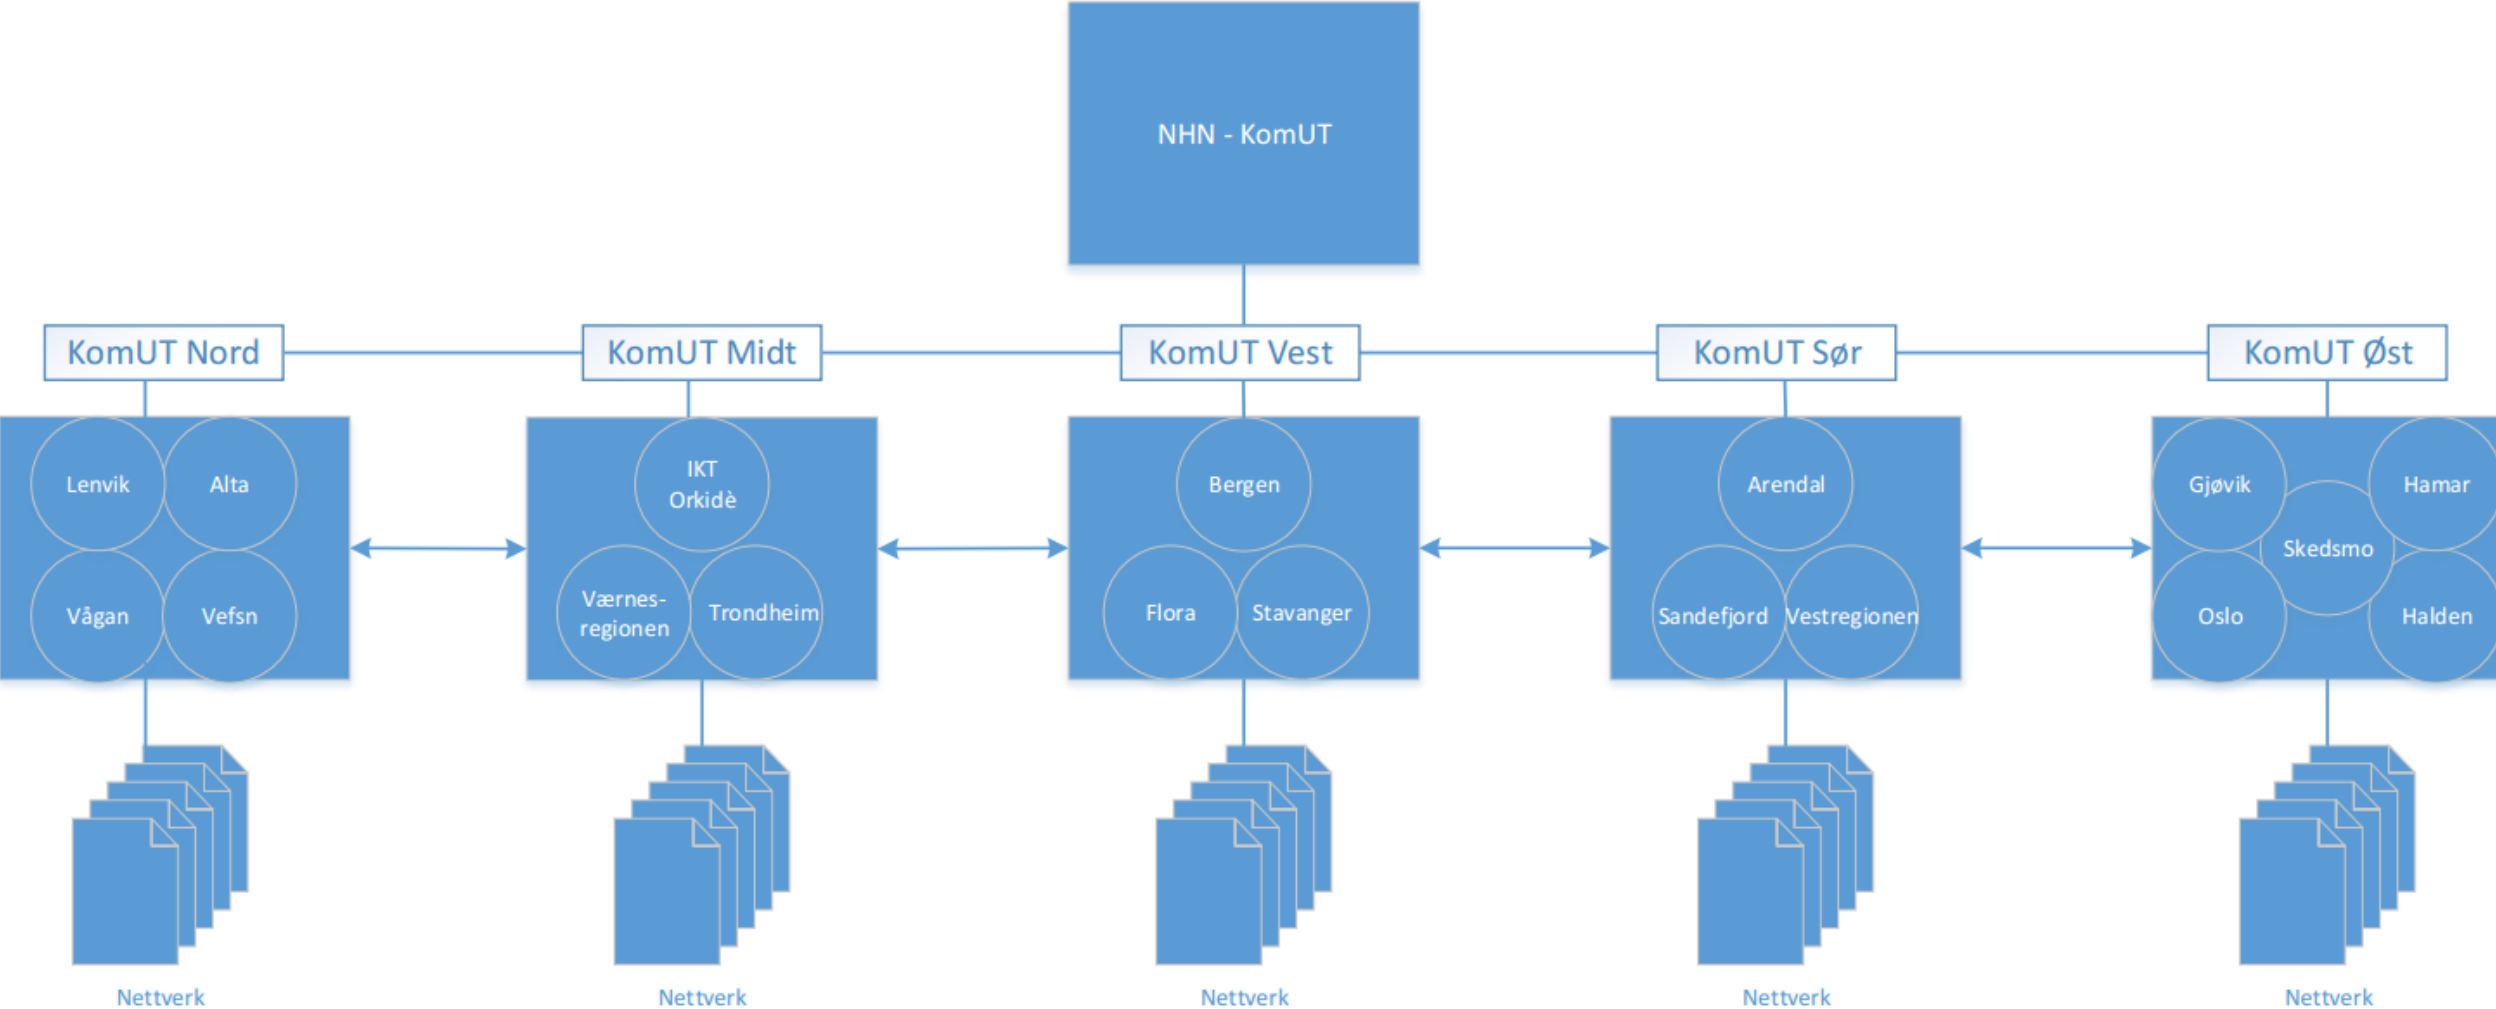 NHN - KomUT
KomUT Nord
KomUT Midt
KomUT Vest
KomUT Sør
KomUT Øst
Lenvik
Alta
Vågan
Vefsn
IKT
Orkidè
Værnes-
regionen
Trondheim
Bergen
Flora
Stavanger
Arendal
Sandefjord
Vestregionen
Gjøvik
Hamar
Skedsmo
Oslo
Halden
Nettverk
Nettverk
Nettverk
Nettverk
Nettverk